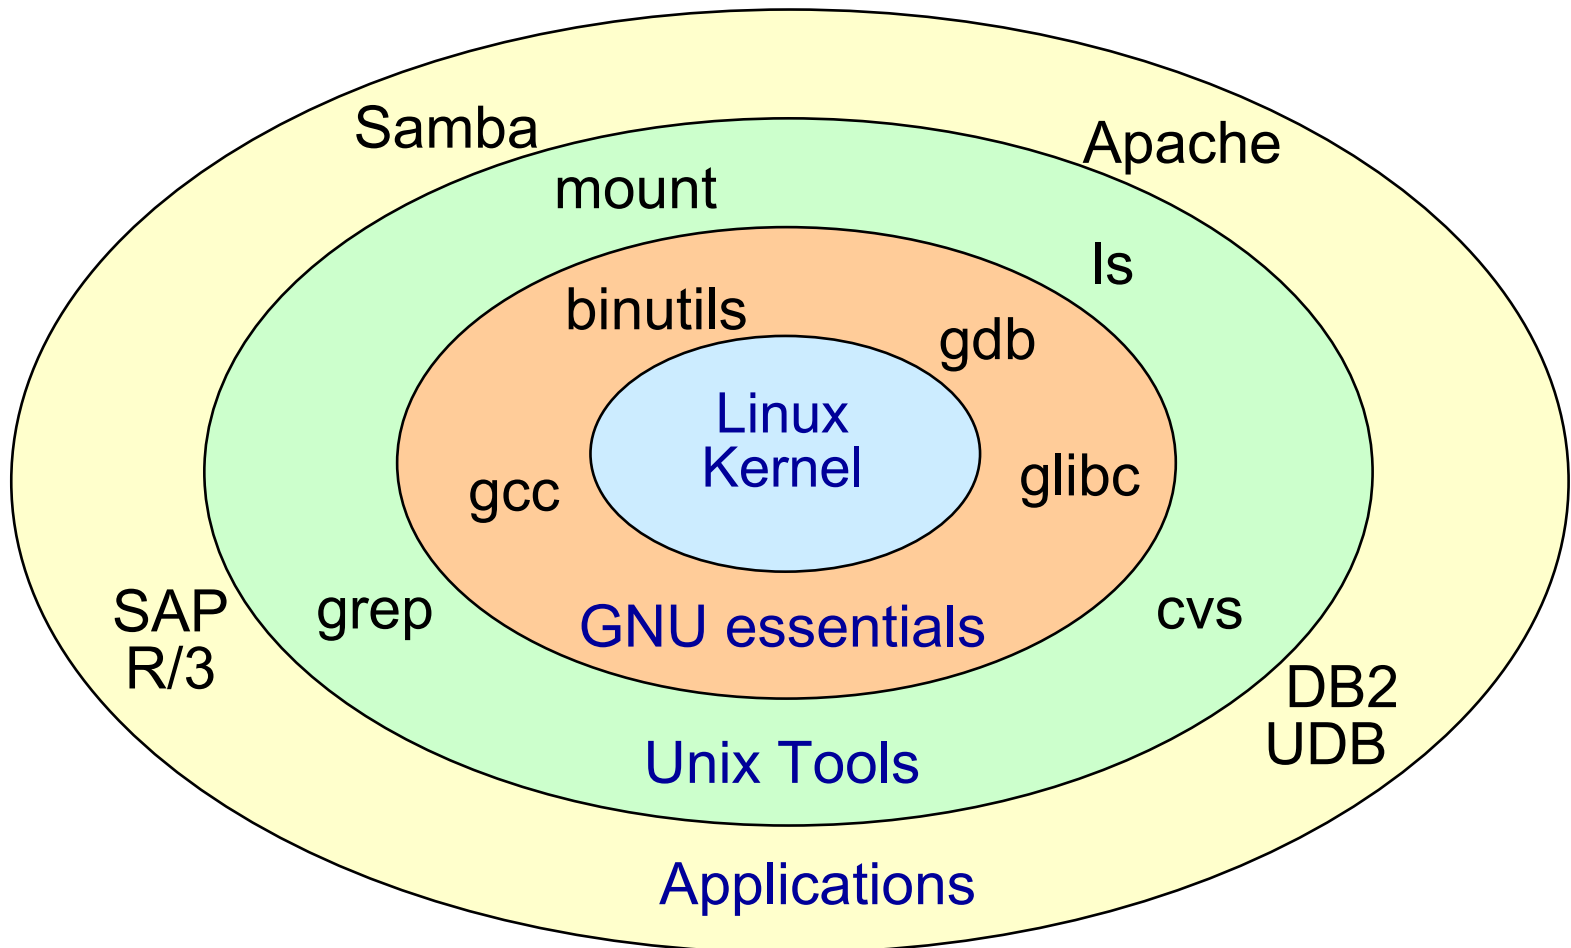 Samba
Apache
mount
ls
binutils
gdb
Linux
Kernel
gcc
glibc
SAP
R/3
grep
GNU essentials
cvs
DB2
UDB
Unix Tools
Applications